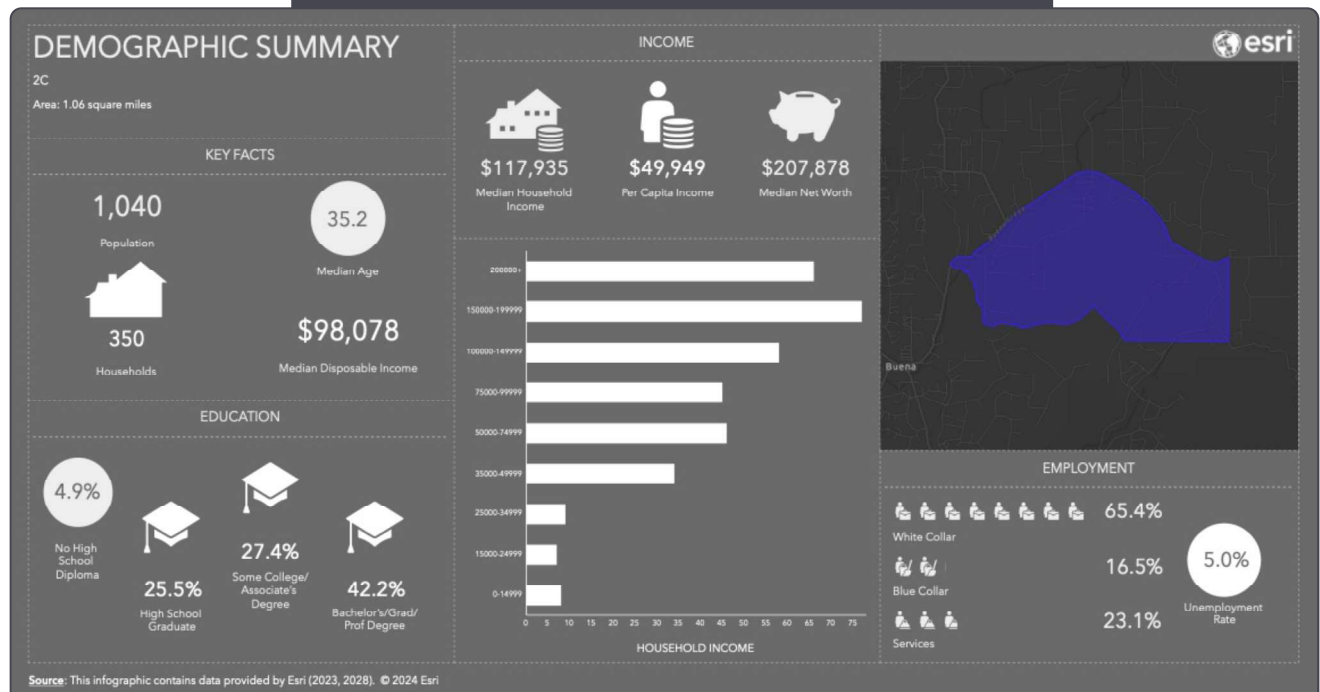 DEMOGRAPHIC SUMMARY
2C
Area: 1.06 square miles
KEY FACTS
1,040
Population
35.2
Median Age
350
Households
$98,078
Median Disposable Income
EDUCATION
4.9%
No High
School
Diploma
25.5%
High School
Graduate
27.4%
Some College/
Associate's
Degree
42.2%
Bachelor's/Grad/
Prof Degree
INCOME
$117,935
Median Household
Income
$49,949
Per Capita Income
$207,878
Median Net Worth
200000+
150000-199999
100000-149999
75000-99999
50000-74999
35000-49999
25000-34999
15000-24999
0-14999
0 5 10 15 20 25 30 35 40 45 50 55 60 65 70 75
HOUSEHOLD INCOME
esri
Buena
EMPLOYMENT
65.4%
White Collar
16.5%
Blue Collar
23.1%
Services
5.0%
Unemployment
Rate
Source: This infographic contains data provided by Esri (2023, 2028). © 2024 Esri